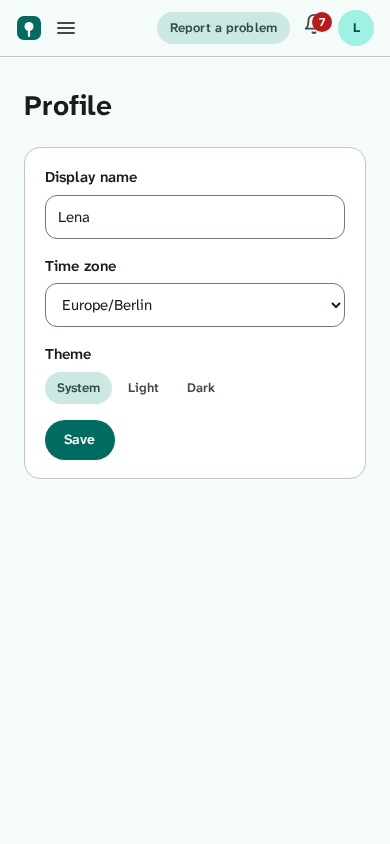 Report a problem
7
L
Profile
Display name
Lena
Time zone
Europe/Berlin
Theme
System Light Dark
Save